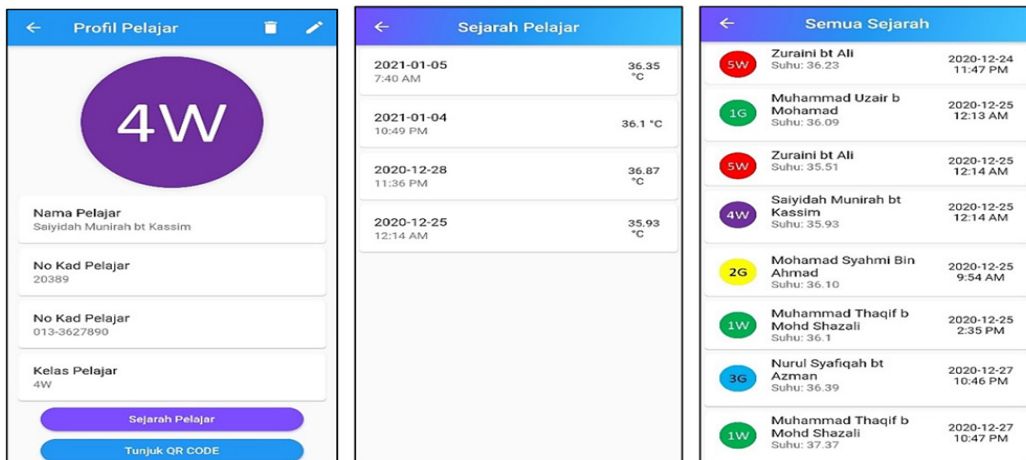 Profil Pelajar
4W
Nama Pelajar
Saiyidah Munirah bt Kassim
No Kad Pelajar
20389
No Kad Pelajar
013-3627890
Kelas Pelajar
4W
Sejarah Pelajar
Tunjuk QR CODE
Sejarah Pelajar
2021-01-05
7:40 AM
36.35
°C
2021-01-04
10:49 PM
36.1 °C
2020-12-28
11:36 PM
36.87
°C
2020-12-25
12:14 AM
35.93
°C
Semua Sejarah
5W
Zuraini bt Ali
Suhu: 36.23
2020-12-24
11:47 PM
1G
Muhammad Uzair b
Mohamad
Suhu: 36.09
2020-12-25
12:13 AM
5W
Zuraini bt Ali
Suhu: 35.51
2020-12-25
12:14 AM
4W
Saiyidah Munirah bt
Kassim
Suhu: 35.93
2020-12-25
12:14 AM
2G
Mohamad Syahmi Bin
Ahmad
Suhu: 36.10
2020-12-25
9:54 AM
1W
Muhammad Thaqif b
Mohd Shazali
Suhu: 36.1
2020-12-25
2:35 PM
3G
Nurul Syafiqah bt
Azman
Suhu: 36.39
2020-12-27
10:46 PM
1W
Muhammad Thaqif b
Mohd Shazali
Suhu: 37.37
2020-12-27
10:47 PM